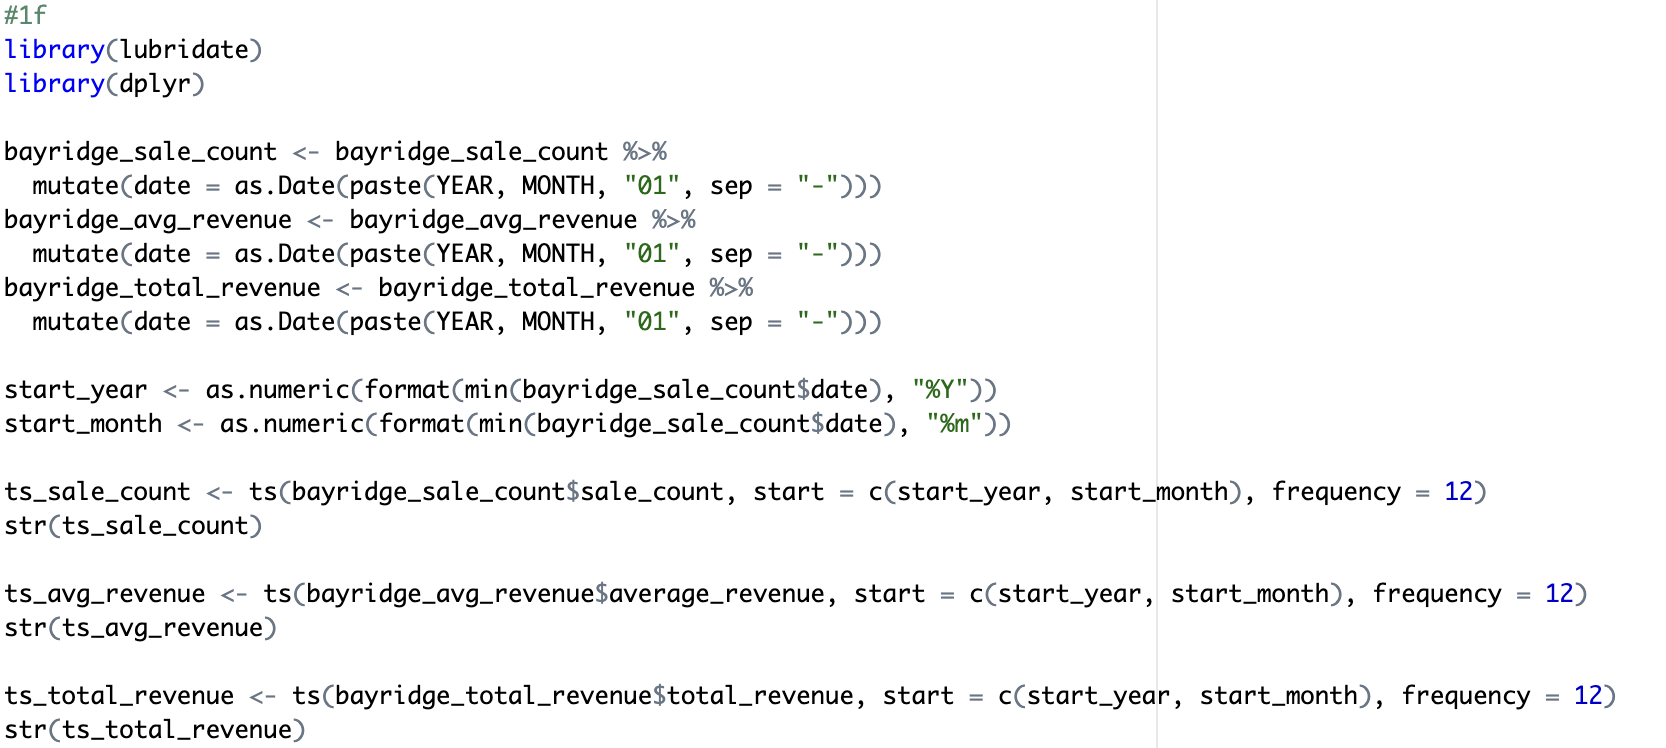 #1f
library(lubridate)
library(dplyr)

bayridge_sale_count <- bayridge_sale_count %>%
  mutate(date = as.Date(paste(YEAR, MONTH, "01", sep = "-")))
bayridge_avg_revenue <- bayridge_avg_revenue %>%
  mutate(date = as.Date(paste(YEAR, MONTH, "01", sep = "-")))
bayridge_total_revenue <- bayridge_total_revenue %>%
  mutate(date = as.Date(paste(YEAR, MONTH, "01", sep = "-")))

start_year <- as.numeric(format(min(bayridge_sale_count$date), "%Y"))
start_month <- as.numeric(format(min(bayridge_sale_count$date), "%m"))

ts_sale_count <- ts(bayridge_sale_count$sale_count, start = c(start_year, start_month), frequency = 12)
str(ts_sale_count)

ts_avg_revenue <- ts(bayridge_avg_revenue$average_revenue, start = c(start_year, start_month), frequency = 12)
str(ts_avg_revenue)

ts_total_revenue <- ts(bayridge_total_revenue$total_revenue, start = c(start_year, start_month), frequency = 12)
str(ts_total_revenue)